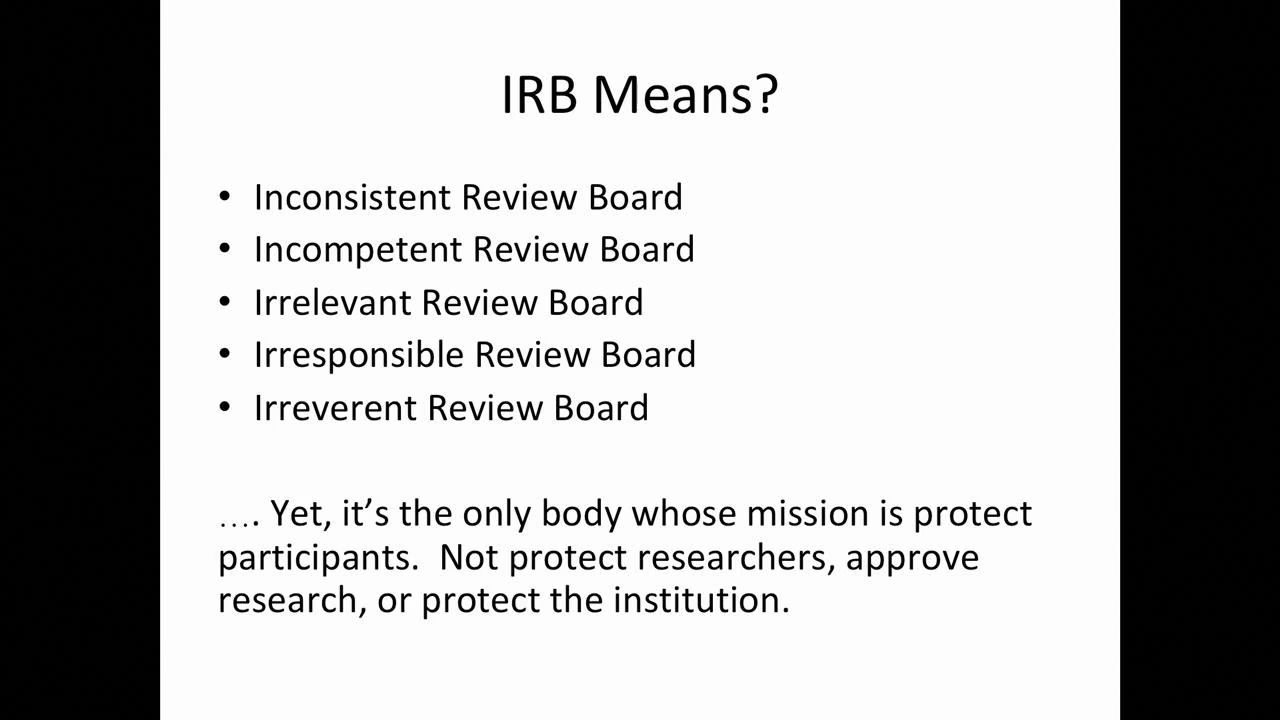 IRB Means?
• Inconsistent Review Board
• Incompetent Review Board
• Irrelevant Review Board
• Irresponsible Review Board
• Irreverent Review Board
…. Yet, it’s the only body whose mission is protect
participants.  Not protect researchers, approve
research, or protect the institution.